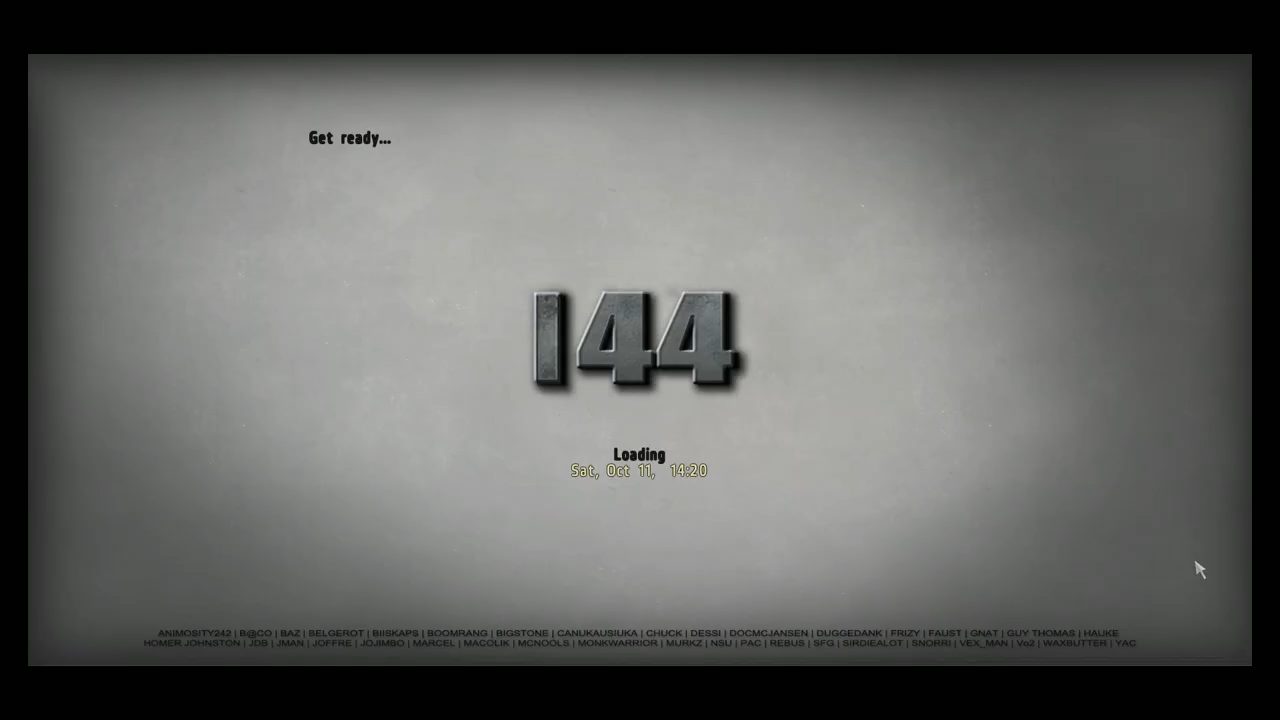 Get ready...
144
Loading
Sat, Oct 11, 14:20
ANIMOSITY242 | B@CO | BAZ | BELGEROT | BIISKAPS | BOOMRANG | BIGSTONE | CANUKAUSIUKA | CHUCK | DESSI | DOCMCJANSEN | DUGGEDANK | FRIZY | FAUST | GNAT | GUY THOMAS | HAUKE
HOMER JOHNSTON | JDB | JMAN | JOFFRE | JOJIMBO | MARCEL | MACOLIK | MCNOOLS | MONKWARRIOR | MURKZ | NSU | PAC | REBUS | SFG | SIRDIEALOT | SNORRI | VEX_MAN | Vo2 | WAXBUTTER | YAC